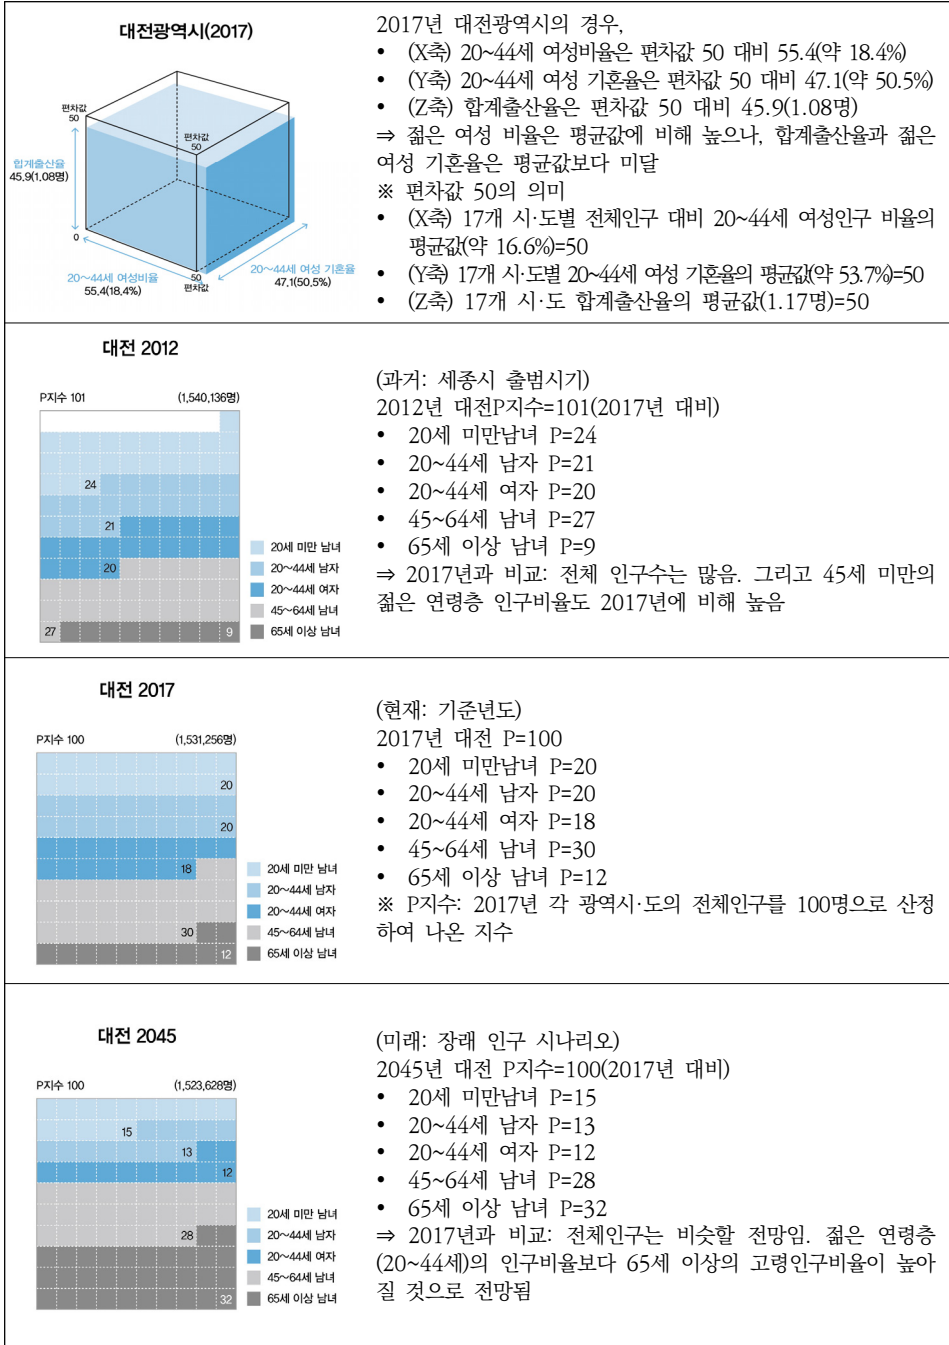 대전광역시(2017)
편차값
50
편차값
50
합계출산율
45.9(1.08명)
0
20~44세 여성비율
55.4(18.4%)
50
편차값
20~44세 여성 기혼율
47.1(50.5%)
2017년 대전광역시의 경우,
• (X축) 20~44세 여성비율은 편차값 50 대비 55.4(약 18.4%)
• (Y축) 20~44세 여성 기혼율은 편차값 50 대비 47.1(약 50.5%)
• (Z축) 합계출산율은 편차값 50 대비 45.9(1.08명)
⇒ 젊은 여성 비율은 평균값에 비해 높으나, 합계출산율과 젊은
여성 기혼율은 평균값보다 미달
※ 편차값 50의 의미
• (X축) 17개 시·도별 전체인구 대비 20~44세 여성인구 비율의
평균값(약 16.6%)=50
• (Y축) 17개 시·도별 20~44세 여성 기혼율의 평균값(약 53.7%)=50
• (Z축) 17개 시·도 합계출산율의 평균값(1.17명)=50
대전 2012
P지수 101 (1,540,136명)
24
21
20
27 9
20세 미만 남녀
20~44세 남자
20~44세 여자
45~64세 남녀
65세 이상 남녀
(과거: 세종시 출범시기)
2012년 대전P지수=101(2017년 대비)
• 20세 미만남녀 P=24
• 20~44세 남자 P=21
• 20~44세 여자 P=20
• 45~64세 남녀 P=27
• 65세 이상 남녀 P=9
⇒ 2017년과 비교: 전체 인구수는 많음. 그리고 45세 미만의
젊은 연령층 인구비율도 2017년에 비해 높음
대전 2017
P지수 100 (1,531,256명)
20
20
18
30
12
20세 미만 남녀
20~44세 남자
20~44세 여자
45~64세 남녀
65세 이상 남녀
(현재: 기준년도)
2017년 대전 P=100
• 20세 미만남녀 P=20
• 20~44세 남자 P=20
• 20~44세 여자 P=18
• 45~64세 남녀 P=30
• 65세 이상 남녀 P=12
※ P지수: 2017년 각 광역시·도의 전체인구를 100명으로 산정
하여 나온 지수
대전 2045
P지수 100 (1,523,628명)
15
13
12
28
32
20세 미만 남녀
20~44세 남자
20~44세 여자
45~64세 남녀
65세 이상 남녀
(미래: 장래 인구 시나리오)
2045년 대전 P지수=100(2017년 대비)
• 20세 미만남녀 P=15
• 20~44세 남자 P=13
• 20~44세 여자 P=12
• 45~64세 남녀 P=28
• 65세 이상 남녀 P=32
⇒ 2017년과 비교: 전체인구는 비슷할 전망임. 젊은 연령층
(20~44세)의 인구비율보다 65세 이상의 고령인구비율이 높아
질 것으로 전망됨